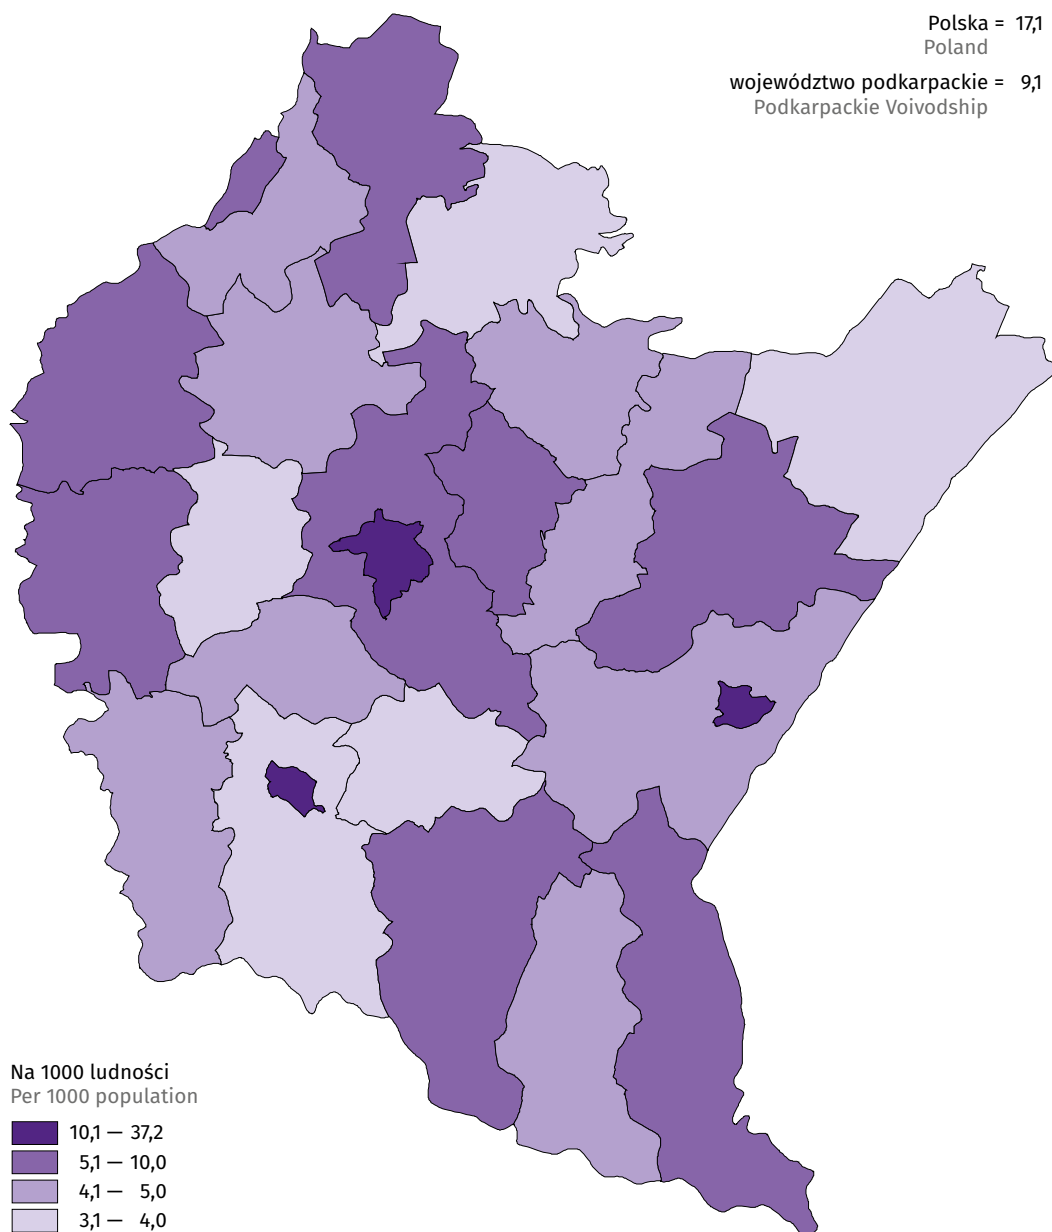 Polska = 17,1
Poland
województwo podkarpackie = 9,1
Podkarpackie Voivodship
Na 1000 ludności
Per 1000 population
10,1 — 37,2
5,1 — 10,0
4,1 — 5,0
3,1 — 4,0